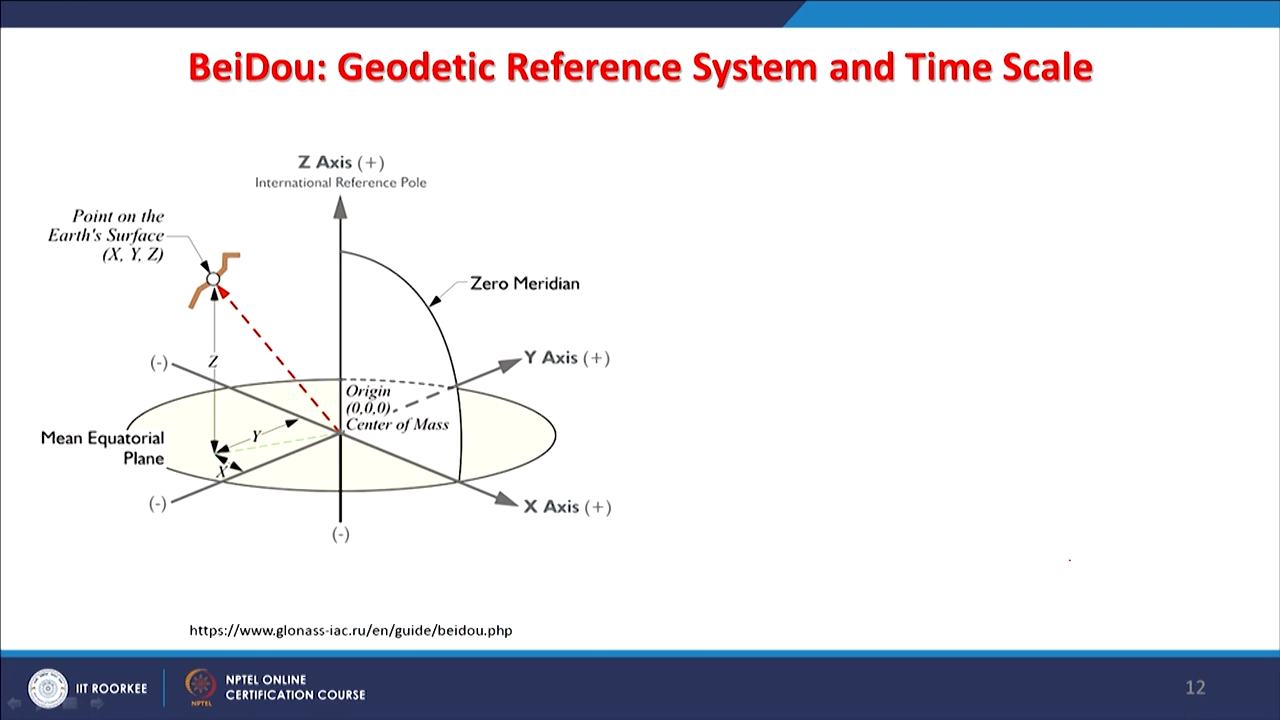 BeiDou: Geodetic Reference System and Time Scale
Z Axis (+)
International Reference Pole
Point on the
Earth's Surface
(X, Y, Z)
Zero Meridian
(-)
Z
Y Axis (+)
Origin
(0,0,0)
Center of Mass
Y
Mean Equatorial
Plane
X
(-)
X Axis (+)
(-)
https://www.glonass-iac.ru/en/guide/beidou.php
IIT ROORKEE
NPTEL
NPTEL ONLINE
CERTIFICATION COURSE
12